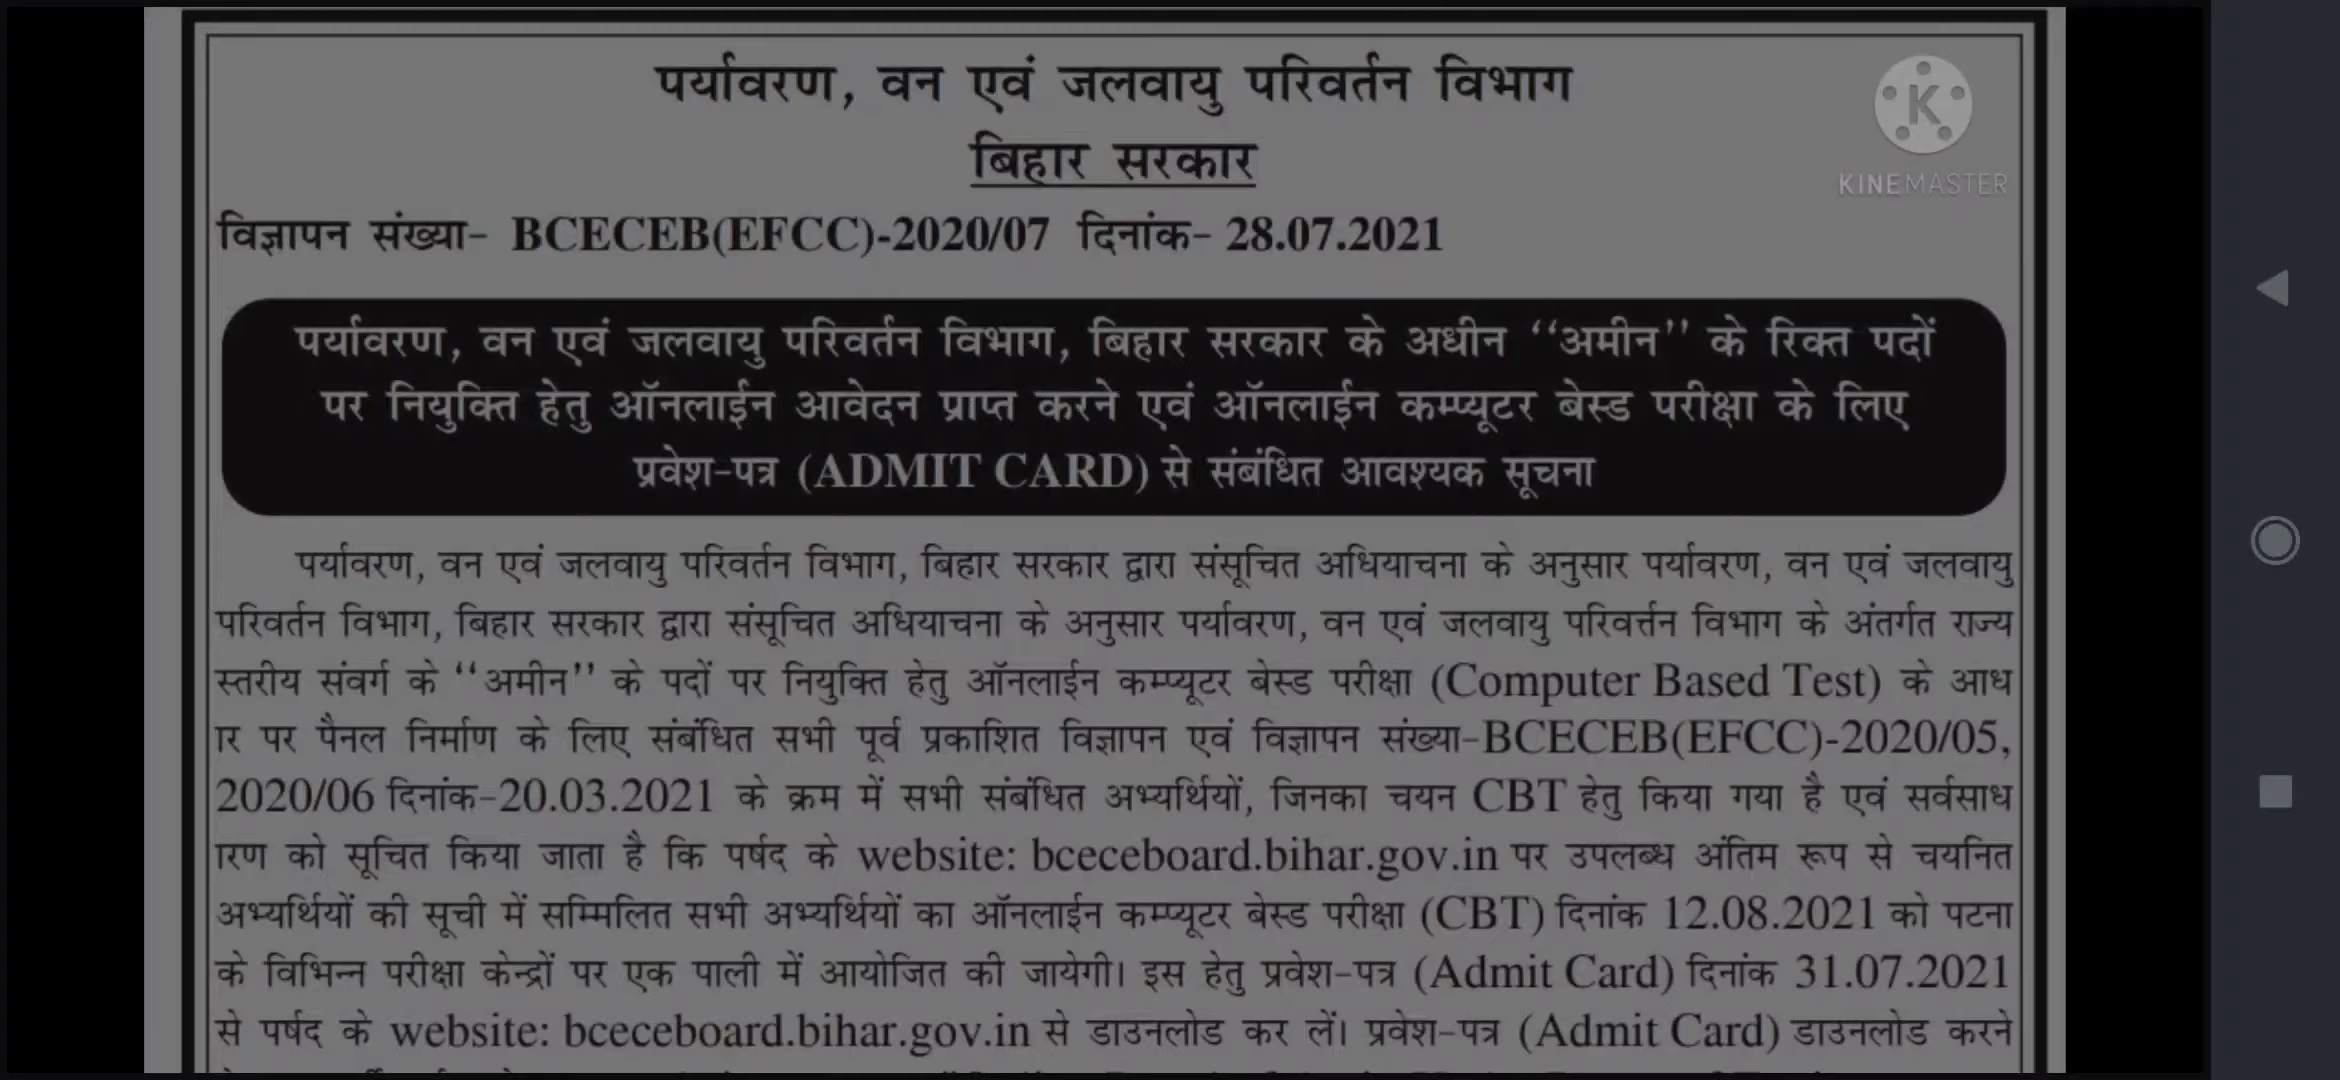 पर्यावरण, वन एवं जलवायु परिवर्तन विभाग
बिहार सरकार
KINEMASTER
विज्ञापन संख्या- BCECEB(EFCC)-2020/07 दिनांक- 28.07.2021
पर्यावरण, वन एवं जलवायु परिवर्तन विभाग, बिहार सरकार के अधीन ‘‘अमीन’’ के रिक्त पदों
पर नियुक्ति हेतु ऑनलाईन आवेदन प्राप्त करने एवं ऑनलाईन कम्प्यूटर बेस्ड परीक्षा के लिए
प्रवेश-पत्र (ADMIT CARD) से संबंधित आवश्यक सूचना
पर्यावरण, वन एवं जलवायु परिवर्तन विभाग, बिहार सरकार द्वारा संसूचित अधियाचना के अनुसार पर्यावरण, वन एवं जलवायु
परिवर्तन विभाग, बिहार सरकार द्वारा संसूचित अधियाचना के अनुसार पर्यावरण, वन एवं जलवायु परिवर्त्तन विभाग के अंतर्गत राज्य
स्तरीय संवर्ग के ‘‘अमीन’’ के पदों पर नियुक्ति हेतु ऑनलाईन कम्प्यूटर बेस्ड परीक्षा (Computer Based Test) के आध
ार पर पैनल निर्माण के लिए संबंधित सभी पूर्व प्रकाशित विज्ञापन एवं विज्ञापन संख्या-BCECEB(EFCC)-2020/05,
2020/06 दिनांक-20.03.2021 के क्रम में सभी संबंधित अभ्यर्थियों, जिनका चयन CBT हेतु किया गया है एवं सर्वसाध
ारण को सूचित किया जाता है कि पर्षद के website: bceceboard.bihar.gov.in पर उपलब्ध अंतिम रूप से चयनित
अभ्यर्थियों की सूची में सम्मिलित सभी अभ्यर्थियों का ऑनलाईन कम्प्यूटर बेस्ड परीक्षा (CBT) दिनांक 12.08.2021 को पटना
के विभिन्न परीक्षा केन्द्रों पर एक पाली में आयोजित की जायेगी। इस हेतु प्रवेश-पत्र (Admit Card) दिनांक 31.07.2021
से पर्षद के website: bceceboard.bihar.gov.in से डाउनलोड कर लें। प्रवेश-पत्र (Admit Card) डाउनलोड करने